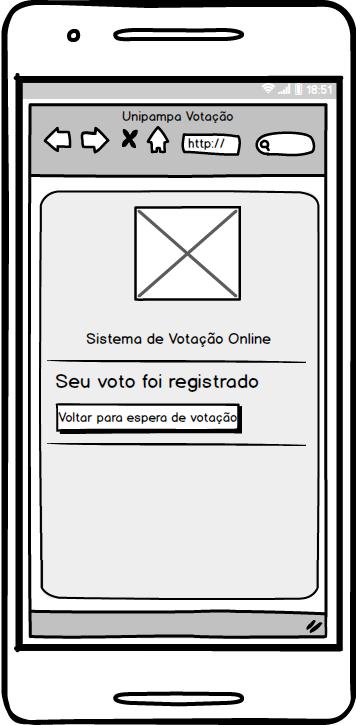 18:51
Unipampa Votação
http://
Sistema de Votação Online
Seu voto foi registrado
Voltar para espera de votação